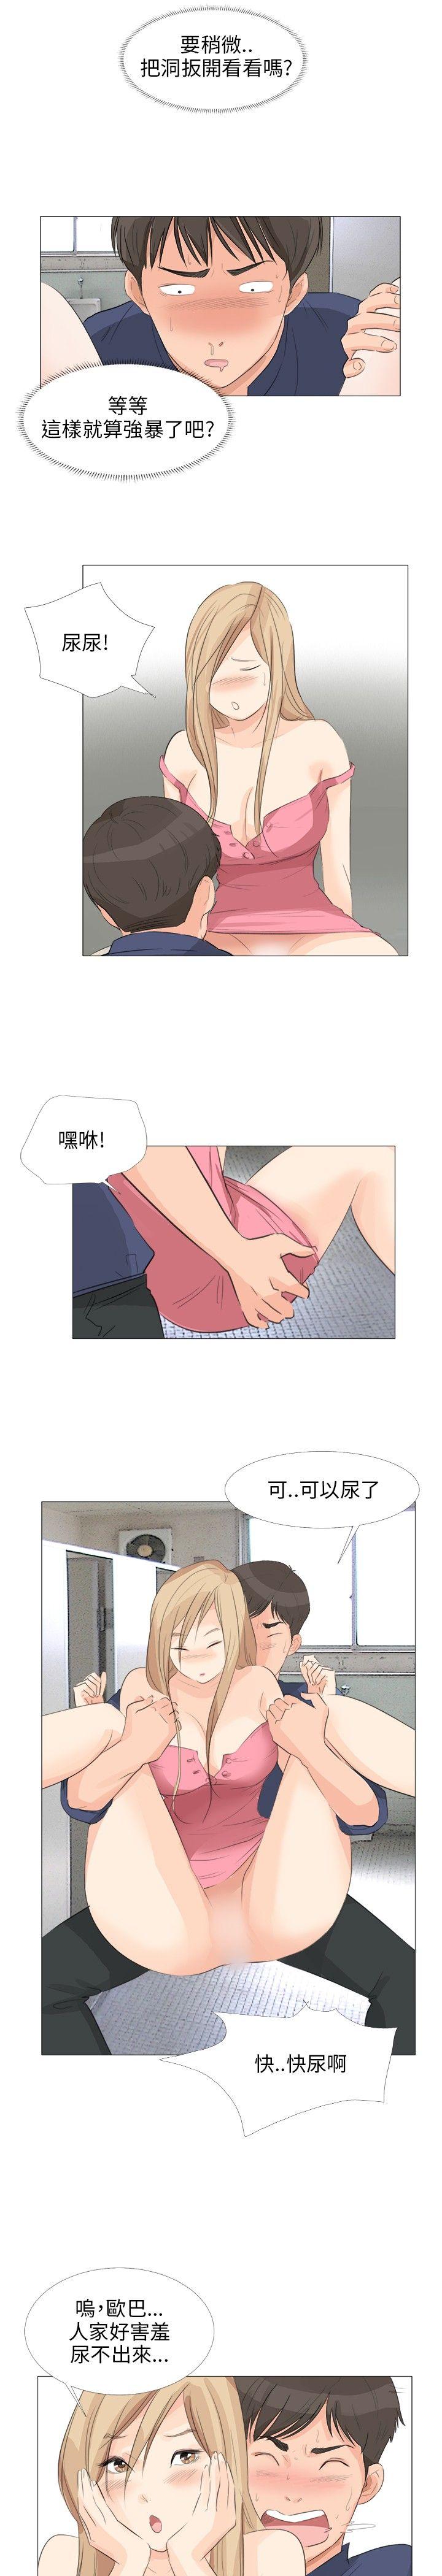 要稍微..
把洞扳開看看嗎?
等等
這樣就算強暴了吧?
尿尿!
嘿咻!
可..可以尿了
快..快尿啊
嗚,歐巴...
人家好害羞
尿不出來...